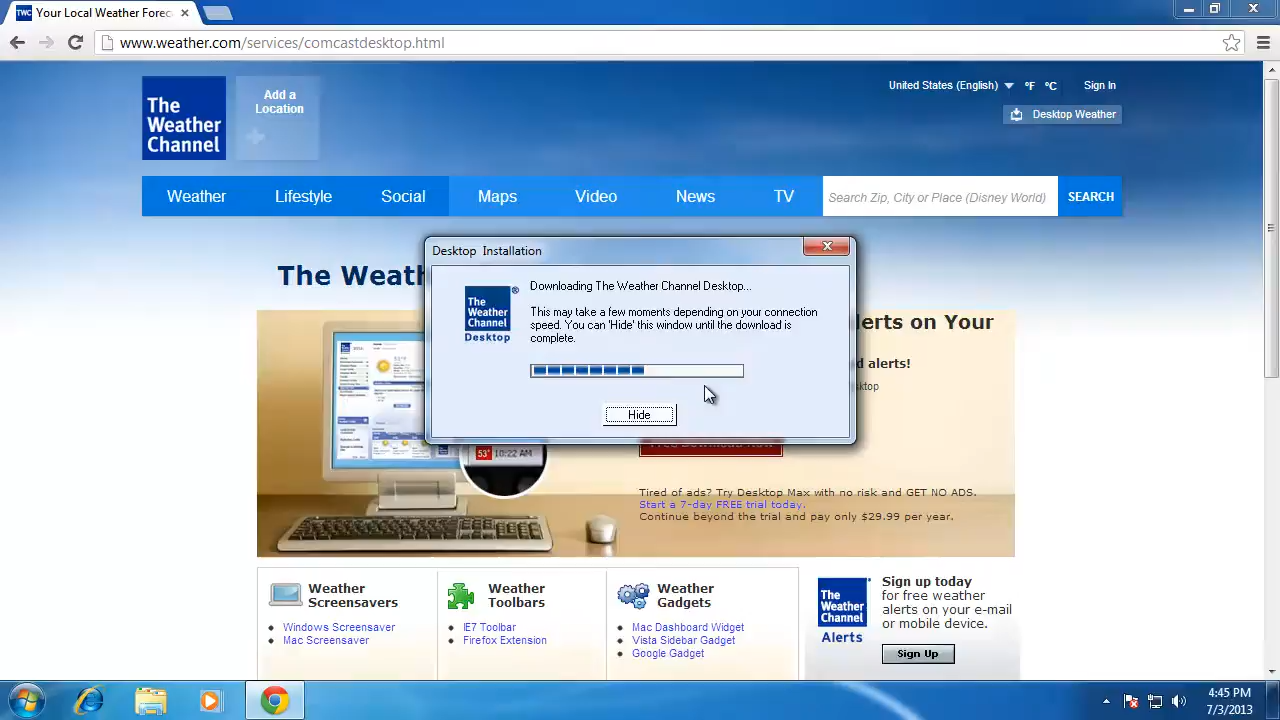 TWC Your Local Weather Forec
www.weather.com/services/comcastdesktop.html
The
Weather
Channel
Add a
Location
United States (English) °F °C Sign In
Desktop Weather
Weather Lifestyle Social Maps Video News TV Search Zip, City or Place (Disney World) SEARCH
Desktop Installation
The Weat
Downloading The Weather Channel Desktop...
The
Weather
Channel
Desktop
®
This may take a few moments depending on your connection
speed. You can 'Hide' this window until the download is
complete.
Hide
lerts on Your
d alerts!
ktop
53° 10:22 AM
Tired of ads? Try Desktop Max with no risk and GET NO ADS.
Start a 7-day FREE trial today.
Continue beyond the trial and pay only $29.99 per year.
Weather
Screensavers
Windows Screensaver
Mac Screensaver
Weather
Toolbars
IE7 Toolbar
Firefox Extension
Weather
Gadgets
Mac Dashboard Widget
Vista Sidebar Gadget
Google Gadget
The
Weather
Channel
Alerts
Sign up today
for free weather
alerts on your e-mail
or mobile device.
Sign Up
4:45 PM
7/3/2013